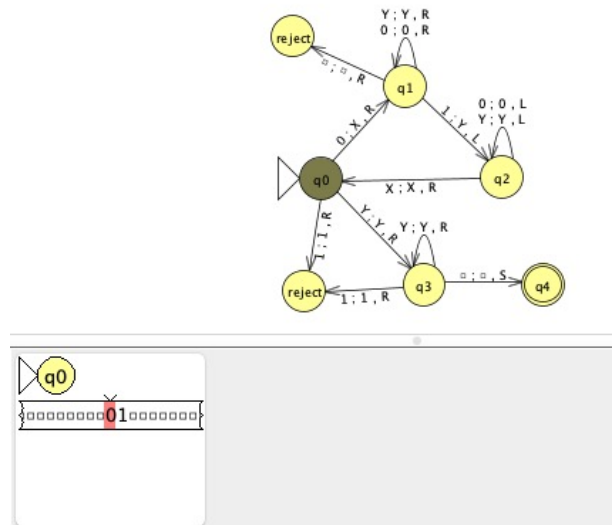 Y ; Y , R
0 ; 0 , R
reject
□ ; □ , R
q1
0 ; 0 , L
Y ; Y , L
1 ; Y , L
0 ; X , R
q0
X ; X , R
q2
Y ; Y , R
Y ; Y , R
1 ; 1 , R
reject
1 ; 1 , R
q3
□ ; □ , S
q4
q0
□□□□□□□□01□□□□□□□